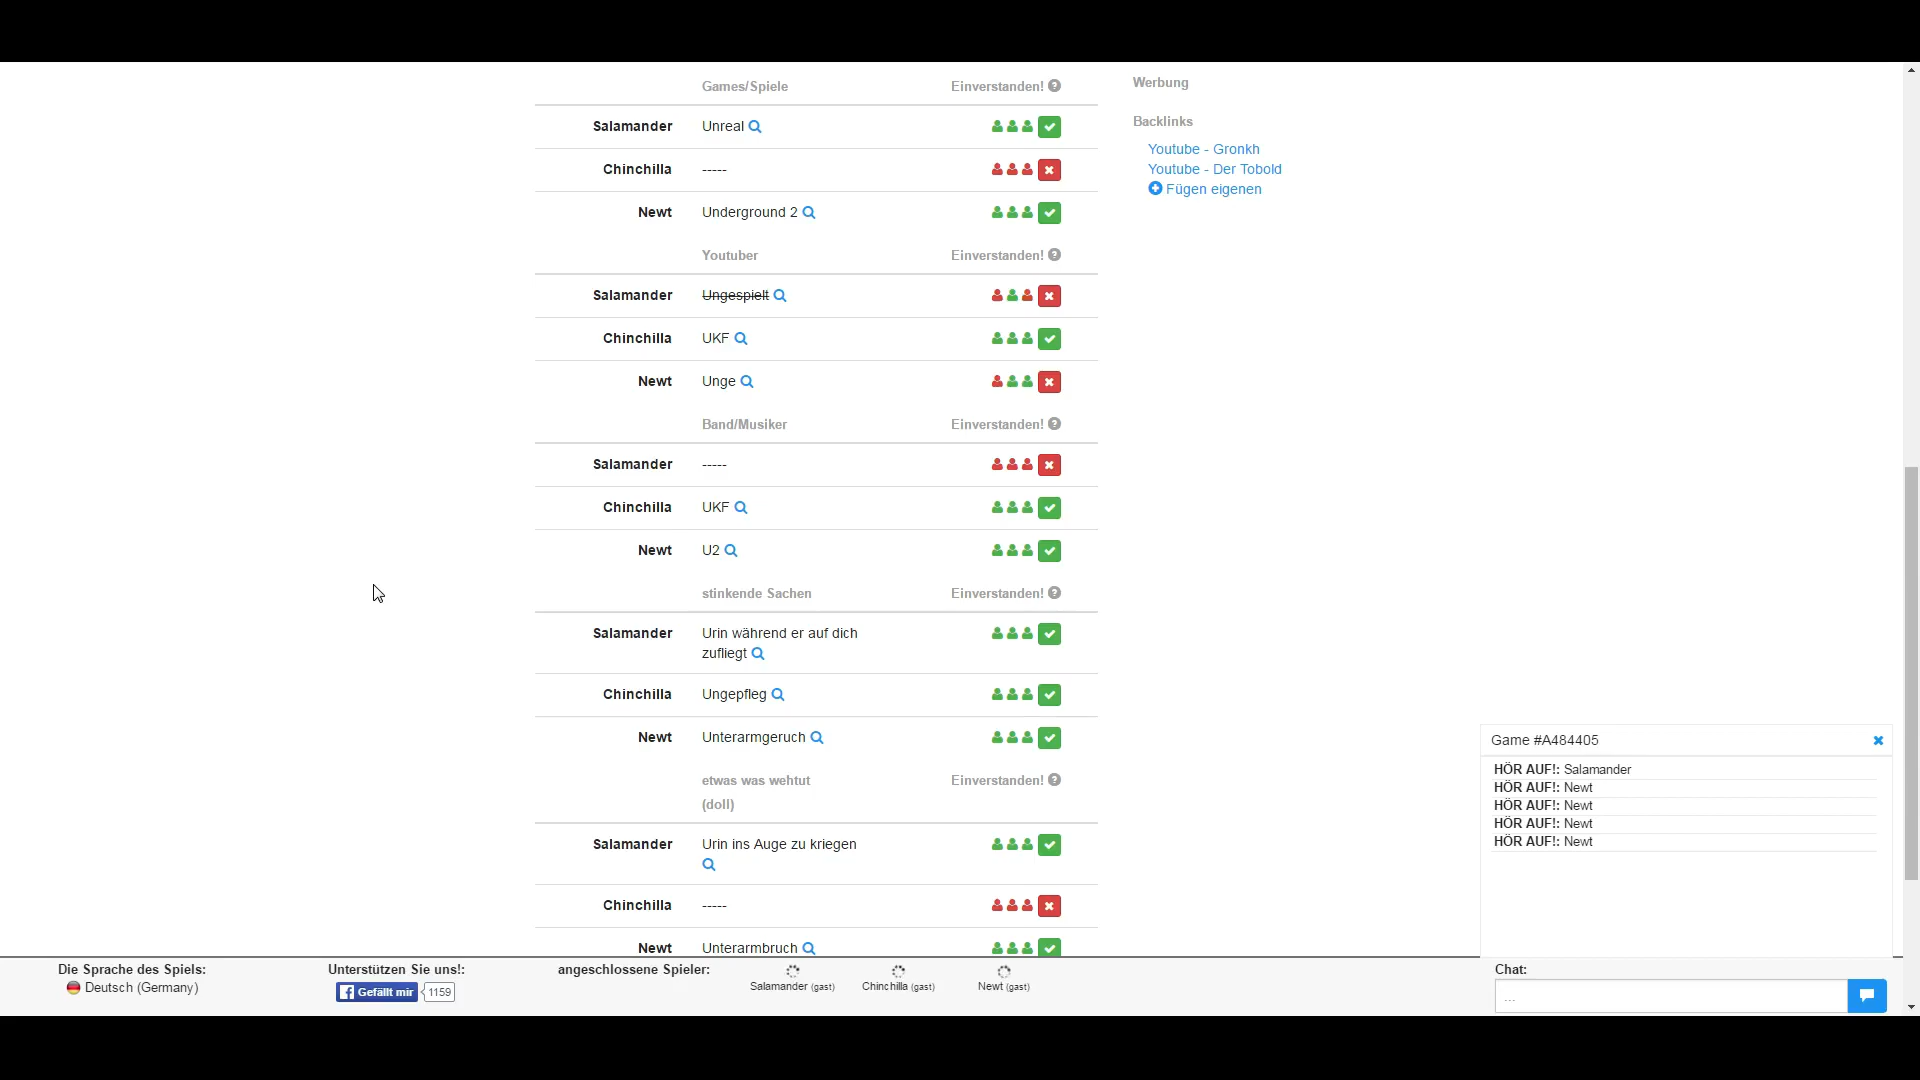 Games/Spiele Einverstanden!
Salamander Unreal
Chinchilla -----
Newt Underground 2
Youtuber Einverstanden!
Salamander Ungespielt
Chinchilla UKF
Newt Unge
Band/Musiker Einverstanden!
Salamander -----
Chinchilla UKF
Newt U2
stinkende Sachen Einverstanden!
Salamander Urin während er auf dich
zufliegt
Chinchilla Ungepfleg
Newt Unterarmgeruch
etwas was wehtut Einverstanden!
(doll)
Salamander Urin ins Auge zu kriegen
Chinchilla -----
Newt Unterarmbruch
Werbung
Backlinks
Youtube - Gronkh
Youtube - Der Tobold
Fügen eigenen
Game #A484405
HÖR AUF!: Salamander
HÖR AUF!: Newt
HÖR AUF!: Newt
HÖR AUF!: Newt
HÖR AUF!: Newt
Die Sprache des Spiels:
Deutsch (Germany)
Unterstützen Sie uns!:
Gefällt mir 1159
angeschlossene Spieler:
Salamander (gast) Chinchilla (gast) Newt (gast)
Chat:
...